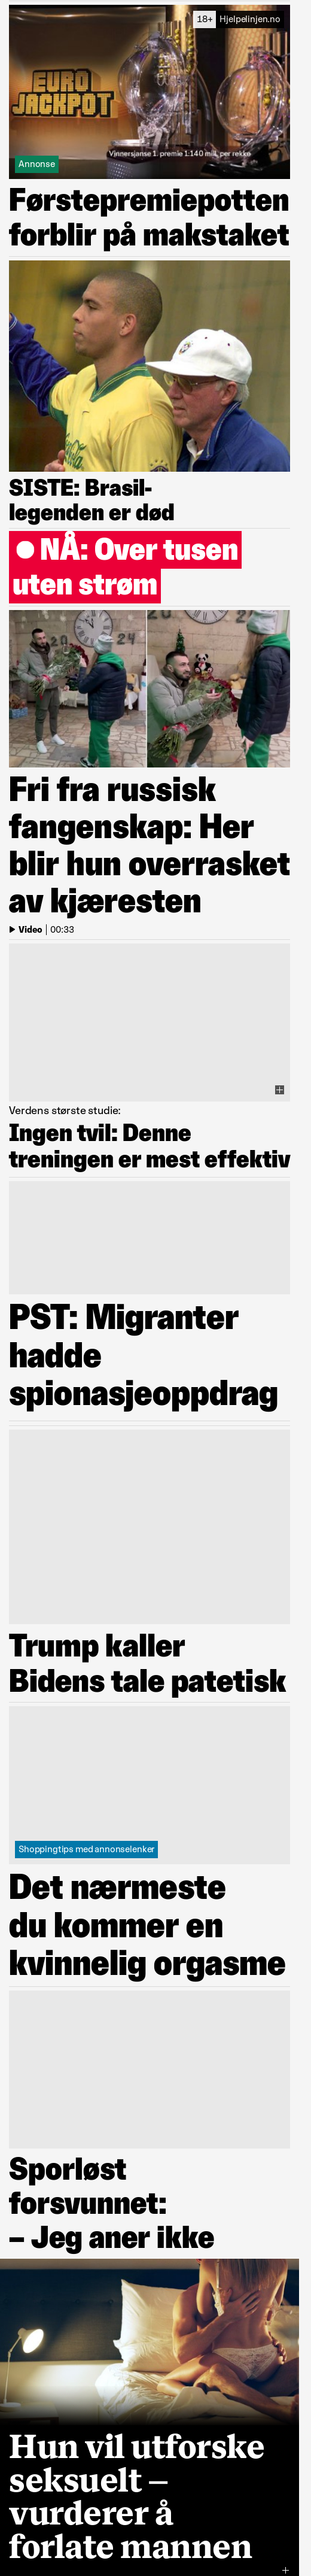 18+ Hjelpelinjen.no
EURO
JACKPOT
Vinnersjanse 1. premie 1:140 mill. per rekke
Annonse
Førstepremiepotten
forblir på makstaket
SISTE: Brasil-
legenden er død
NÅ: Over tusen
uten strøm
20 24
20
Fri fra russisk
fangenskap: Her
blir hun overrasket
av kjæresten
Video | 00:33
Verdens største studie:
Ingen tvil: Denne
treningen er mest effektiv
PST: Migranter
hadde
spionasjeoppdrag
Trump kaller
Bidens tale patetisk
Shoppingtips med annonselenker
Det nærmeste
du kommer en
kvinnelig orgasme
Sporløst
forsvunnet:
– Jeg aner ikke
Hun vil utforske
seksuelt –
vurderer å
forlate mannen